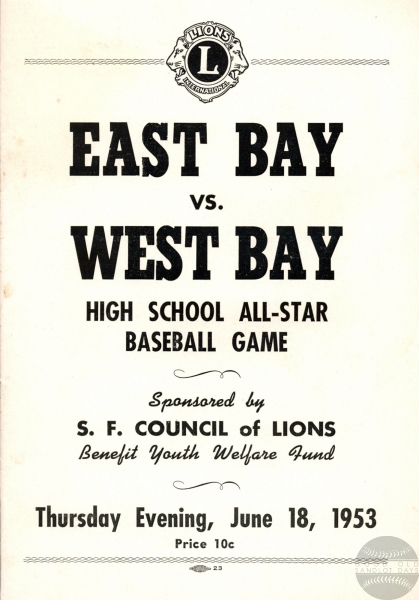 LIONS
L
INTERNATIONAL
EAST BAY
VS.
WEST BAY
HIGH SCHOOL ALL-STAR
BASEBALL GAME
Sponsored by
S. F. COUNCIL of LIONS
Benefit Youth Welfare Fund
Thursday Evening, June 18, 1953
Price 10c
23